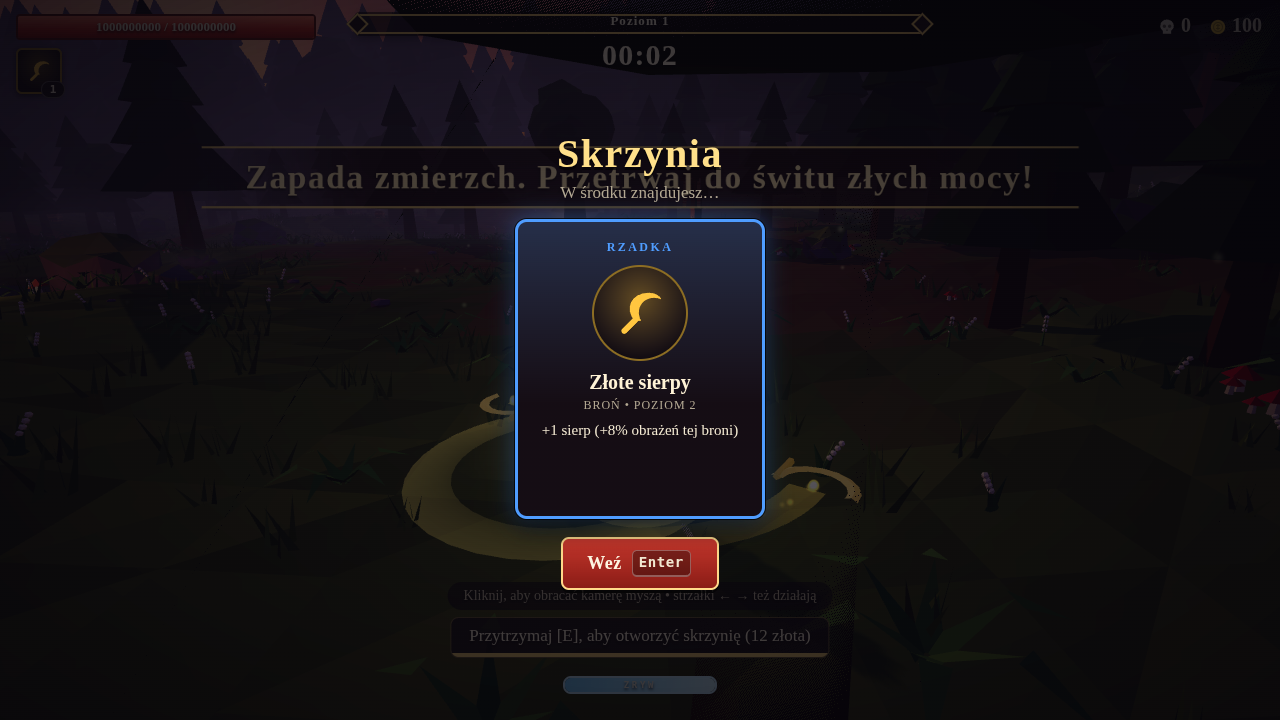 1000000000 / 1000000000
Poziom 1
0
100
00:02
1
Skrzynia
Zapada zmierzch. Przetrwaj do świtu złych mocy!
W środku znajdujesz…
RZADKA
Złote sierpy
BROŃ • POZIOM 2
+1 sierp (+8% obrażeń tej broni)
Weź Enter
Kliknij, aby obracać kamerę myszą • strzałki ← → też działają
Przytrzymaj [E], aby otworzyć skrzynię (12 złota)